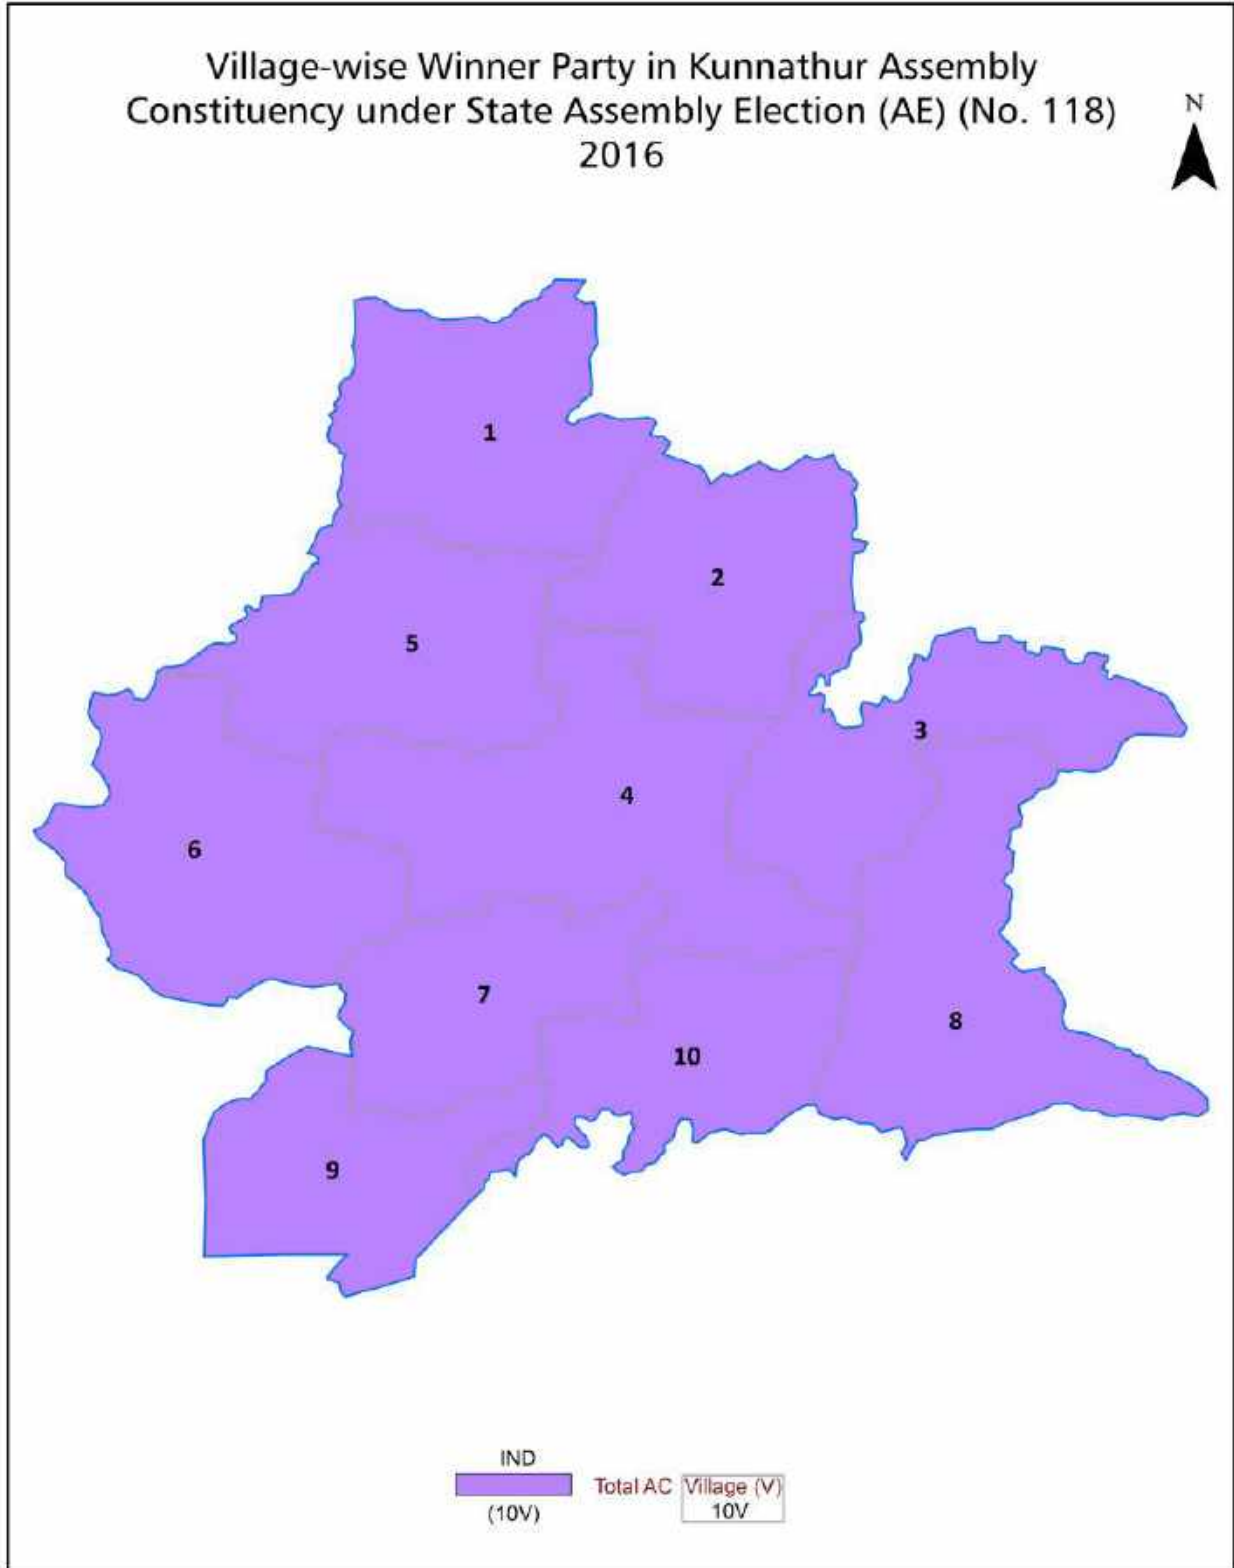 Village-wise Winner Party in Kunnathur Assembly
Constituency under State Assembly Election (AE) (No. 118)
2016
N
1
2
5
3
4
6
7
8
10
9
IND
Total AC Village (V)
(10V) 10V